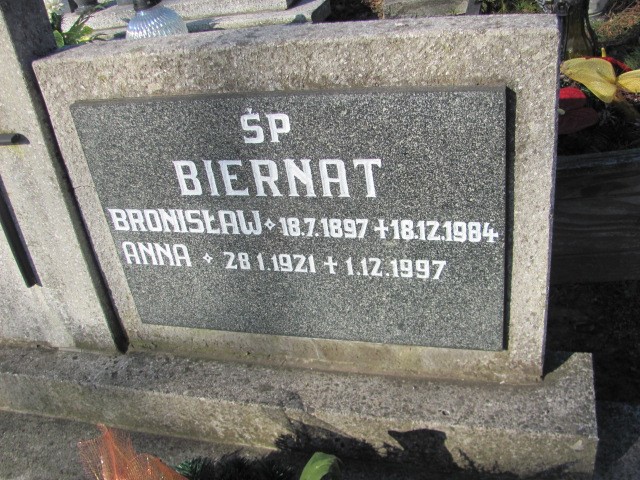 ŚP
BIERNAT
BRONISŁAW * 18.7.1897 + 18.12.1984
ANNA * 28.1.1921 + 1.12.1997